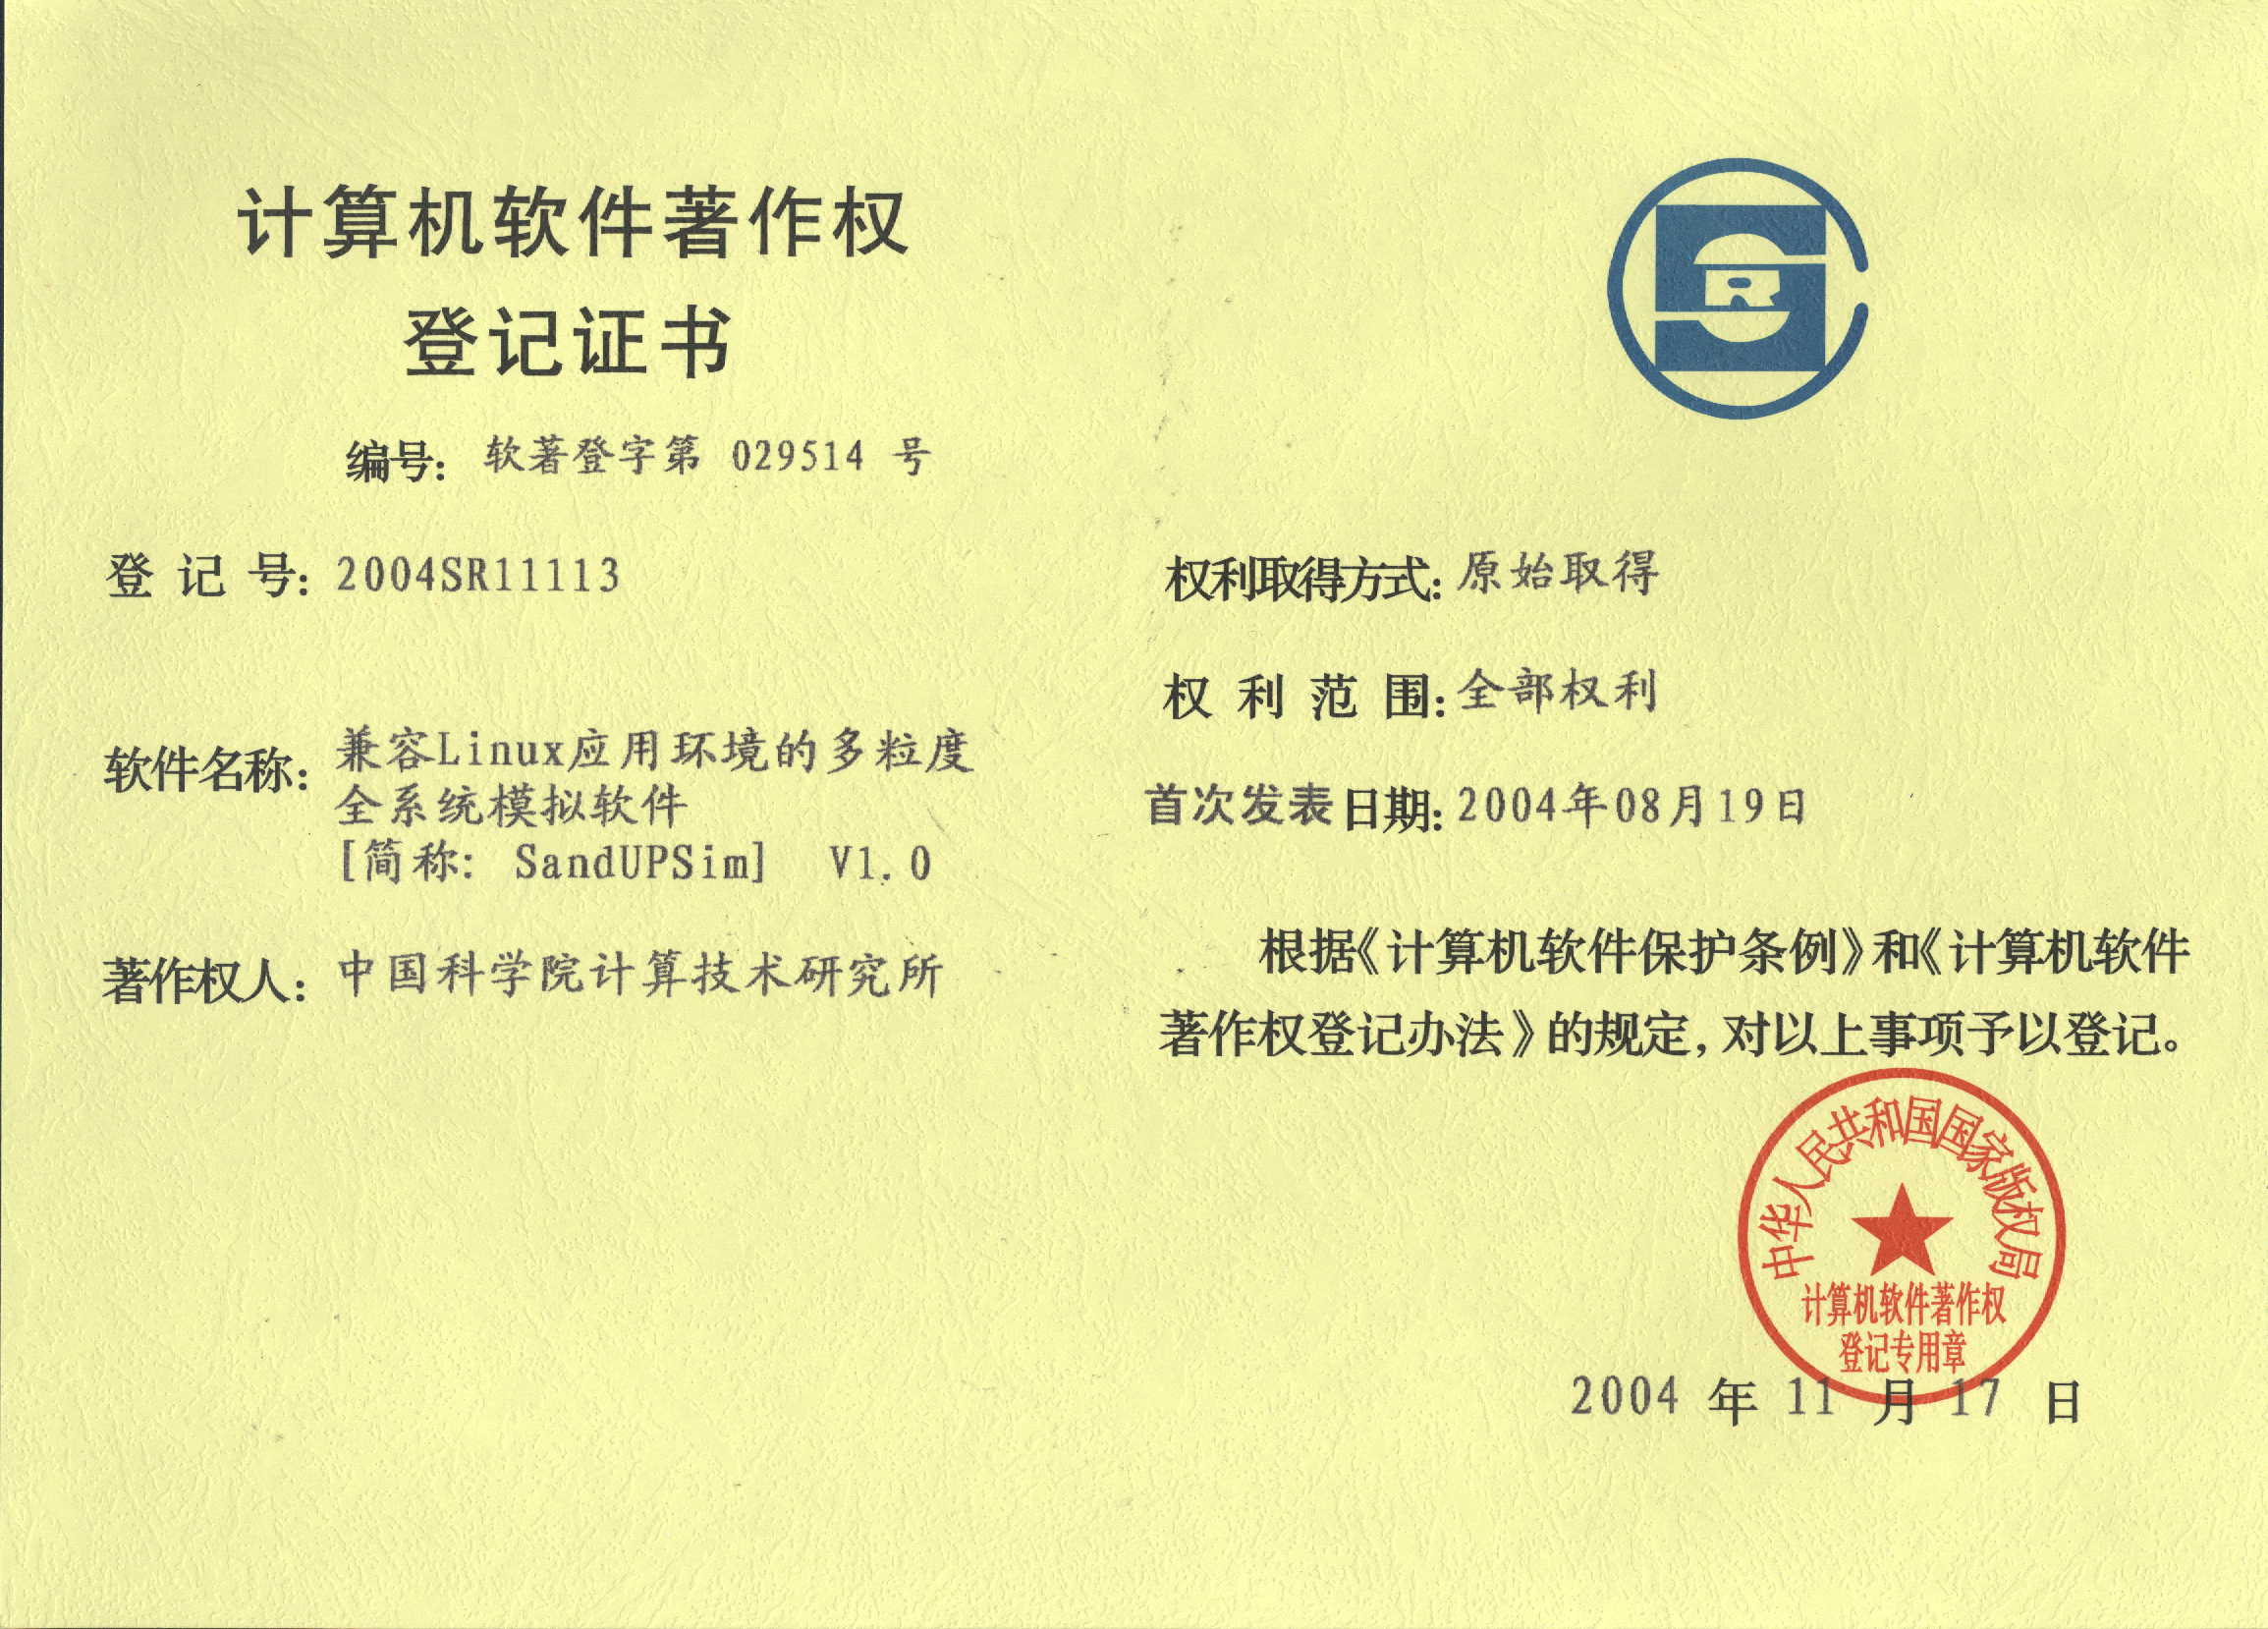 计算机软件著作权
登记证书
编号： 软著登字第 029514 号
登 记 号： 2004SR11113
软件名称： 兼容Linux应用环境的多粒度
全系统模拟软件
[简称： SandUPSim] V1.0
著作权人： 中国科学院计算技术研究所
R
权利取得方式：原始取得
权 利 范 围：全部权利
首次发表日期：2004年08月19日
根据《计算机软件保护条例》和《计算机软件
著作权登记办法》的规定，对以上事项予以登记。
中华人民共和国国家版权局
计算机软件著作权
登记专用章
2004 年 11 月 17 日